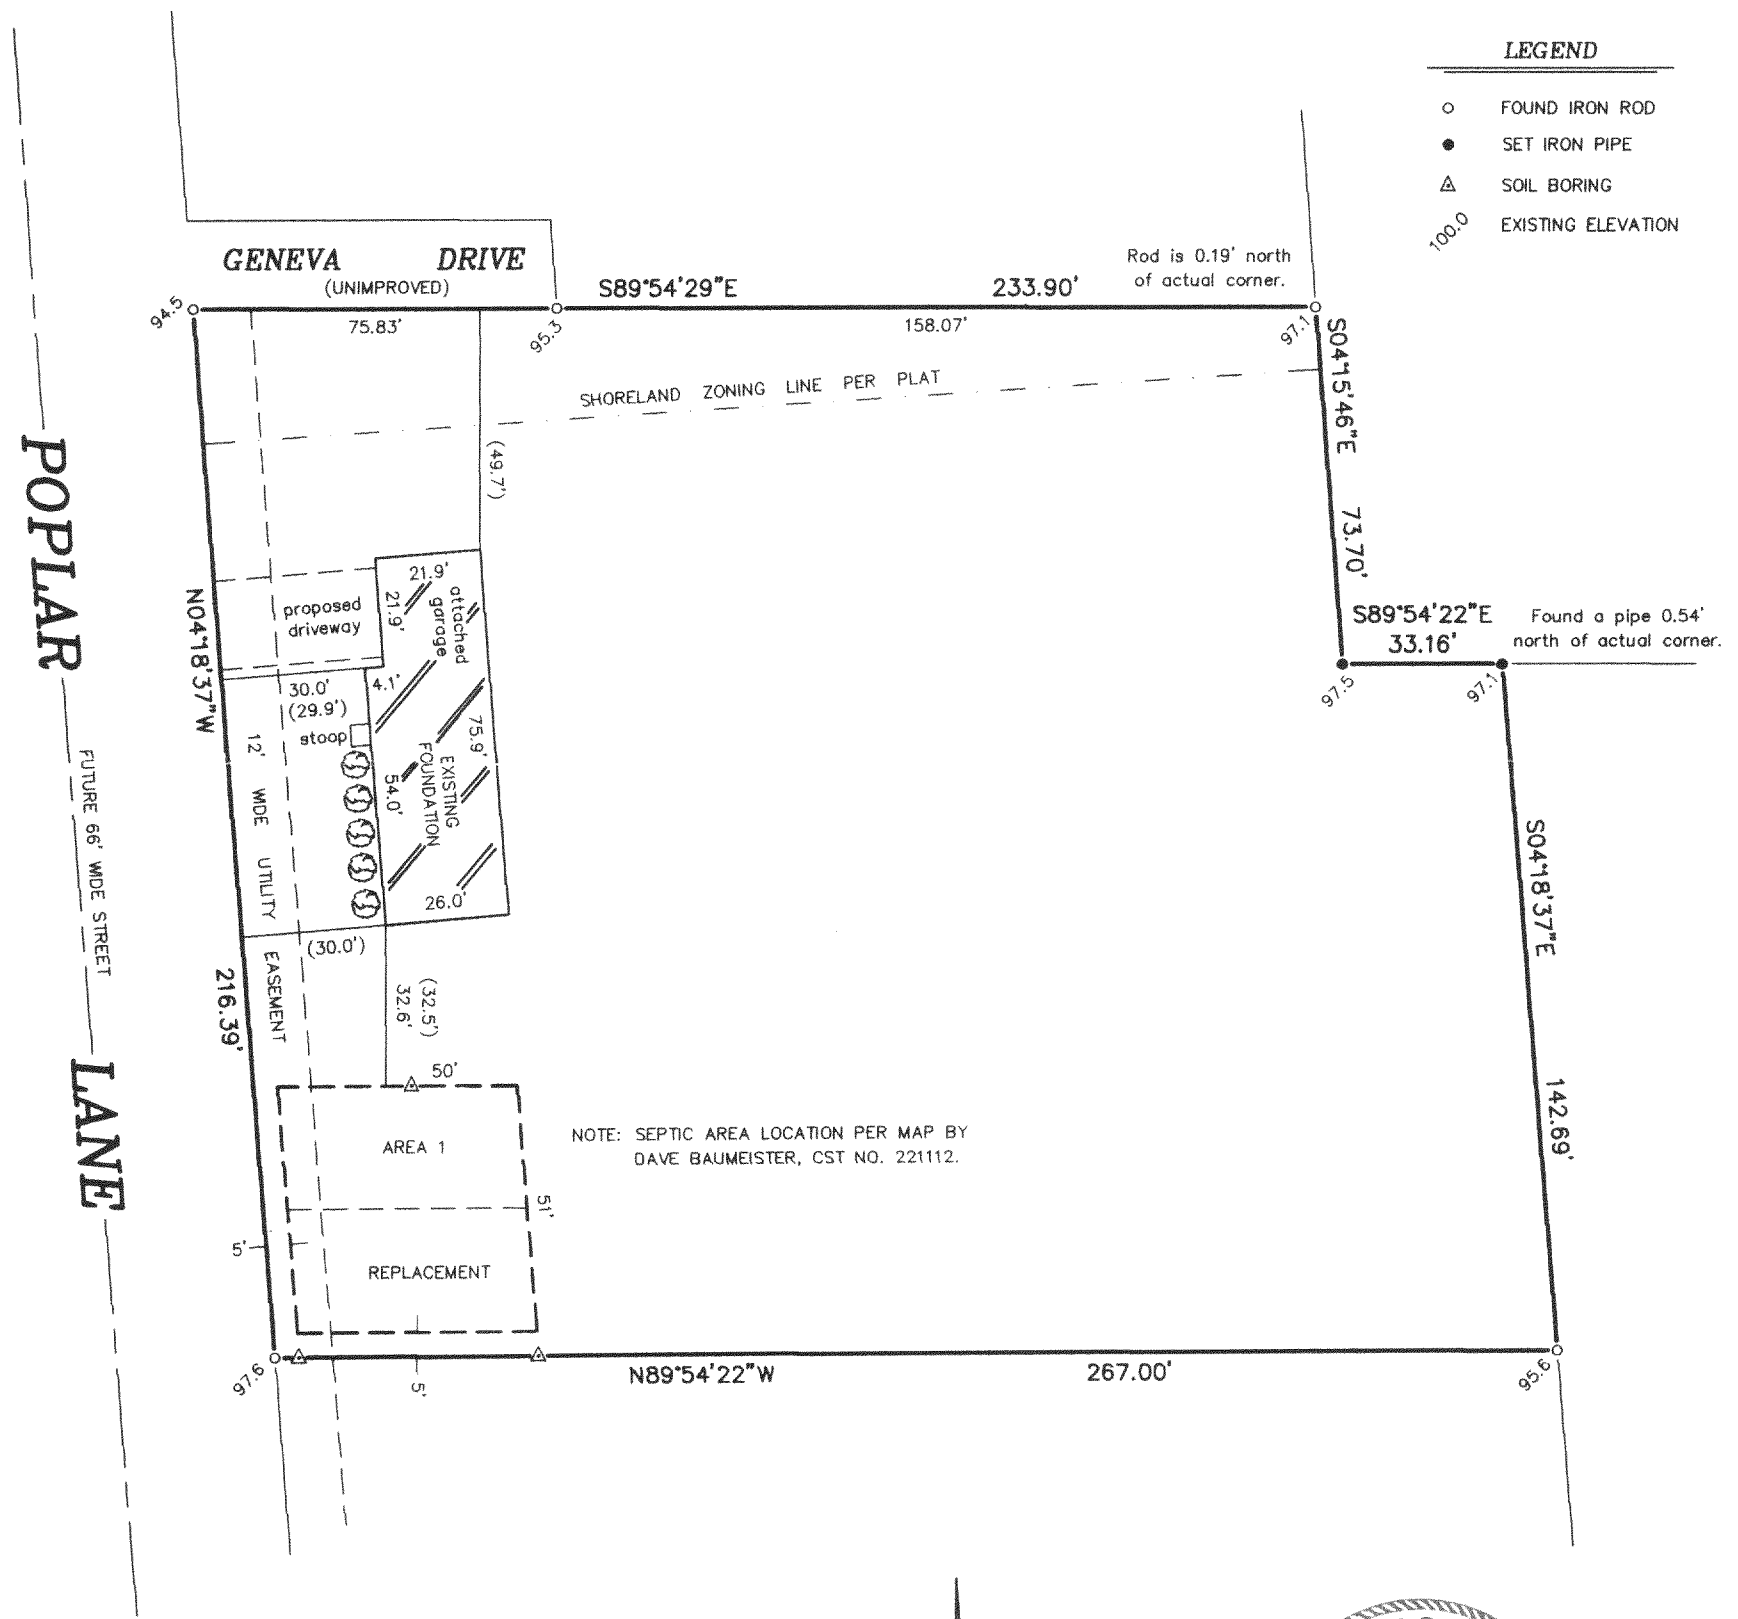 LEGEND
FOUND IRON ROD
SET IRON PIPE
SOIL BORING
100.0 EXISTING ELEVATION
GENEVA DRIVE
(UNIMPROVED)
S89°54'29"E 233.90'
Rod is 0.19' north
of actual corner.
94.5
75.83'
95.3
158.07'
97.1
SHORELAND ZONING LINE PER PLAT
S04°15'46"E 73.70'
(49.7')
POPLAR LANE
FUTURE 66' WIDE STREET
N04°18'37"W 216.39'
21.9'
21.9'
attached
garage
proposed
driveway
S89°54'22"E
33.16'
Found a pipe 0.54'
north of actual corner.
97.5
97.1
30.0'
(29.9')
4.1'
stoop
75.9'
EXISTING
FOUNDATION
54.0'
26.0'
12' WIDE UTILITY EASEMENT
(30.0')
(32.5')
32.6'
S04°18'37"E 142.69'
50'
AREA 1
51'
5'
REPLACEMENT
NOTE: SEPTIC AREA LOCATION PER MAP BY
DAVE BAUMEISTER, CST NO. 221112.
97.6
5'
N89°54'22"W 267.00'
95.6